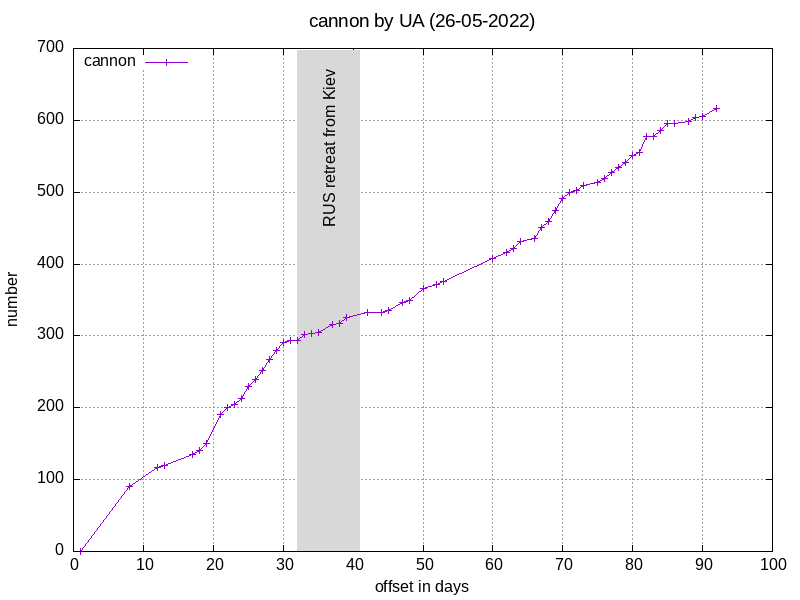 cannon by UA (26-05-2022)
cannon
RUS retreat from Kiev
number
700
600
500
400
300
200
100
0
0 10 20 30 40 50 60 70 80 90 100
offset in days